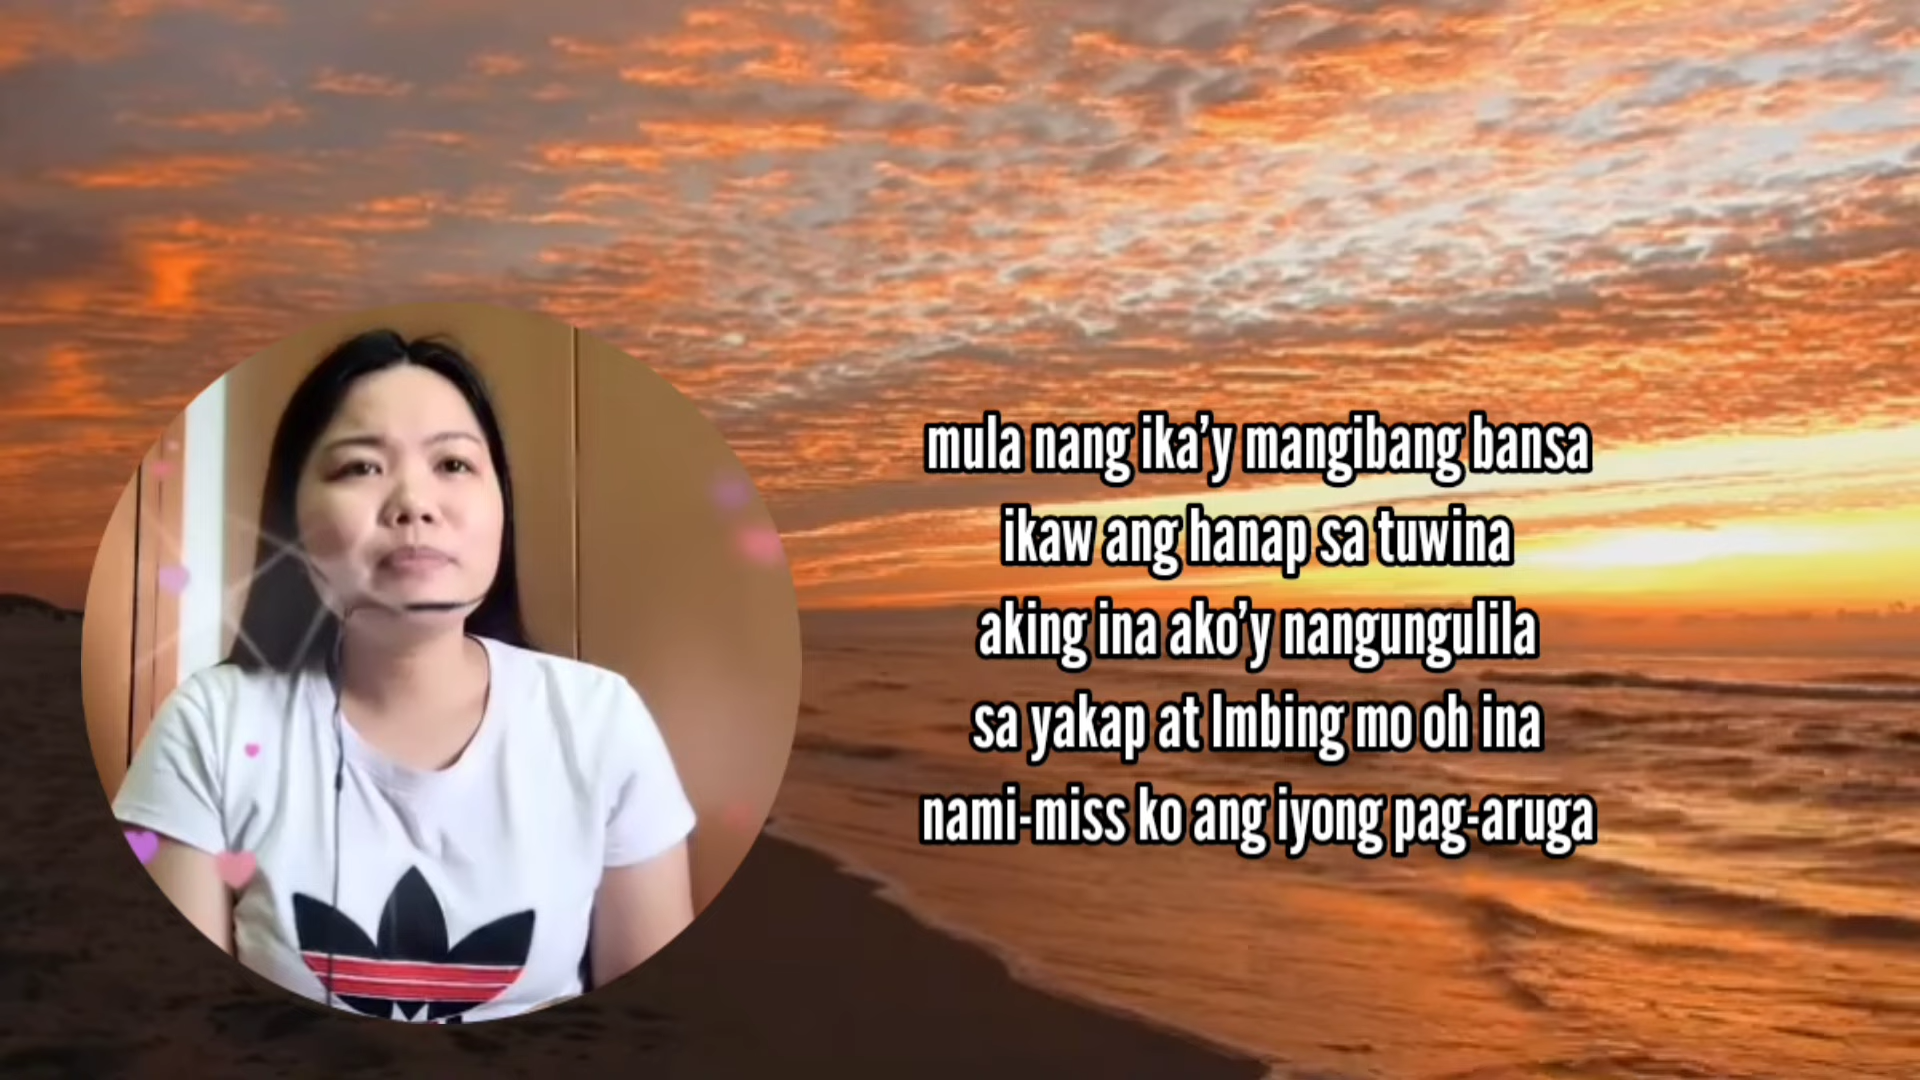 mula nang ika'y mangibang bansa
ikaw ang hanap sa tuwina
aking ina ako'y nangungulila
sa yakap at lmbing mo oh ina
nami-miss ko ang iyong pag-aruga